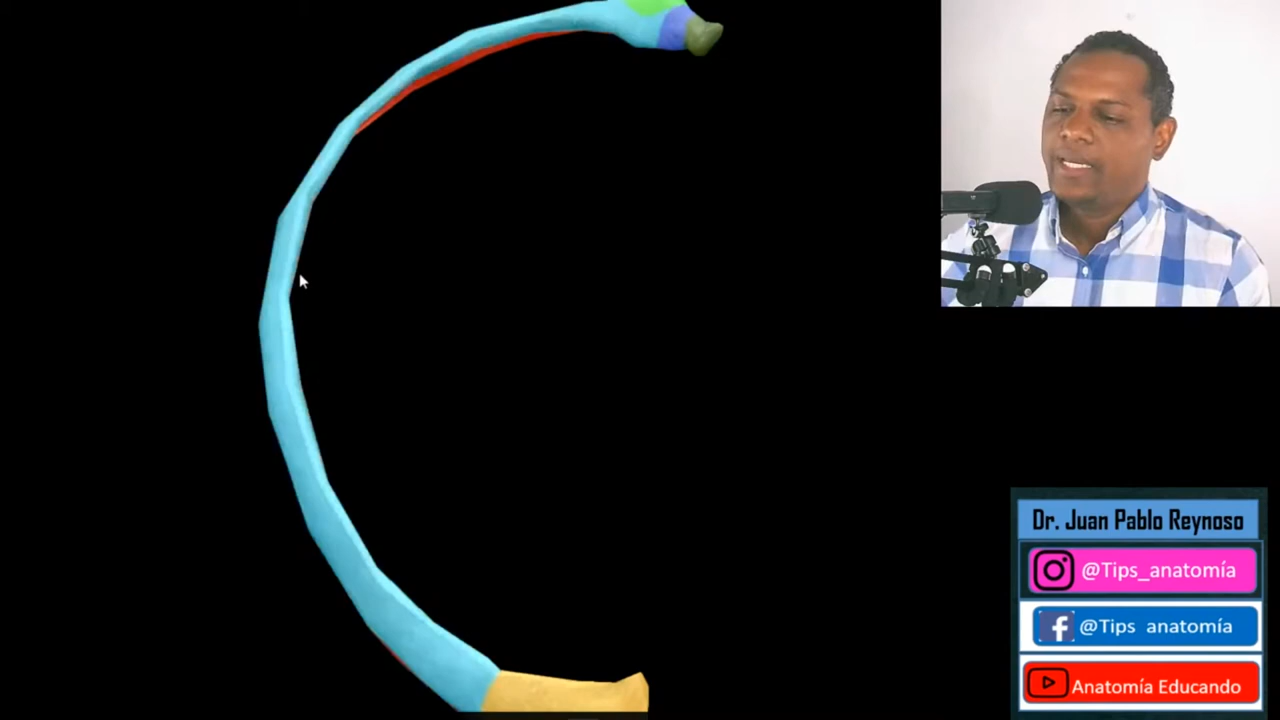 Dr. Juan Pablo Reynoso
@Tips_anatomía
@Tips anatomía
Anatomía Educando